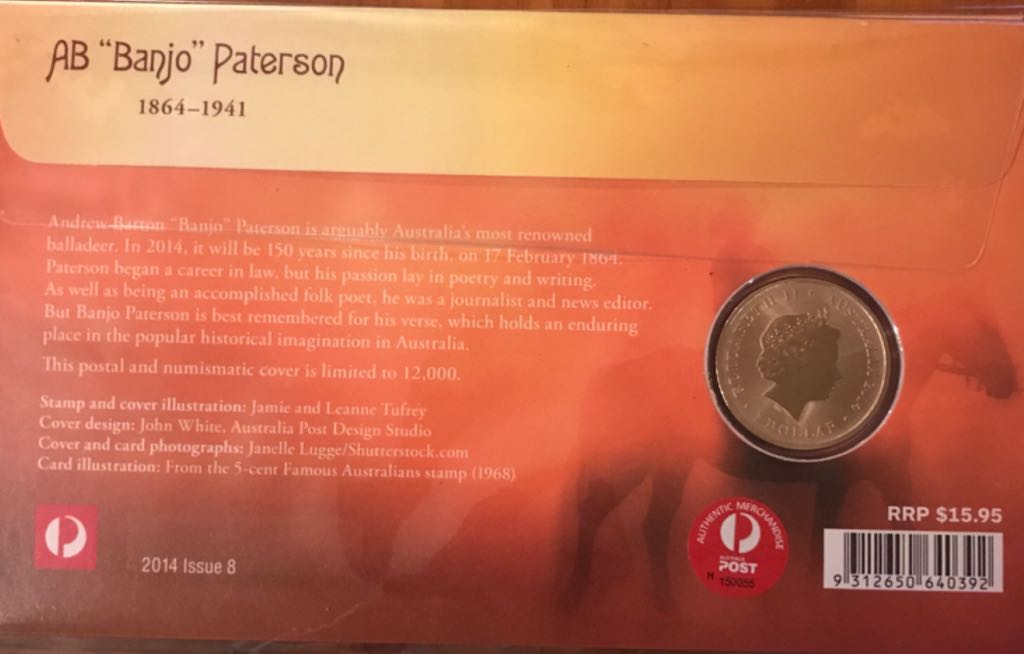 AB “Banjo” Paterson
1864–1941
Andrew Barton “Banjo” Paterson is arguably Australia's most renowned
balladeer. In 2014, it will be 150 years since his birth, on 17 February 1864.
Paterson began a career in law, but his passion lay in poetry and writing.
As well as being an accomplished folk poet, he was a journalist and news editor.
But Banjo Paterson is best remembered for his verse, which holds an enduring
place in the popular historical imagination in Australia.
This postal and numismatic cover is limited to 12,000.
Stamp and cover illustration: Jamie and Leanne Tufrey
Cover design: John White, Australia Post Design Studio
Cover and card photographs: Janelle Lugge/Shutterstock.com
Card illustration: From the 5-cent Famous Australians stamp (1968)
2014 Issue 8
ELIZABETH II AUSTRALIA 2014
DOLLAR
AUTHENTIC MERCHANDISE
AUSTRALIA
POST
M 150055
RRP $15.95
9 312650 640392